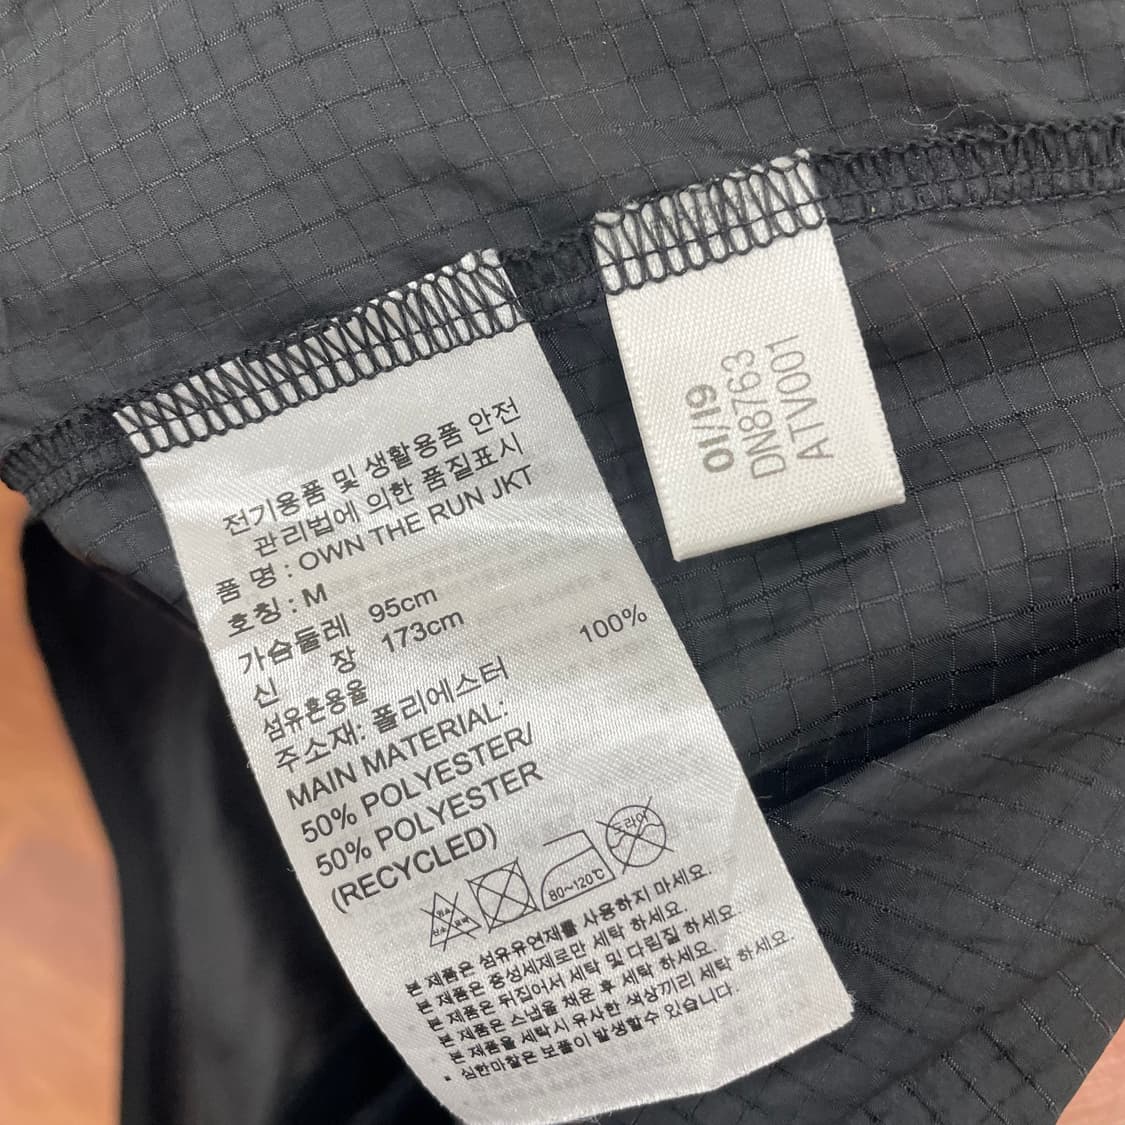 전기용품 및 생활용품 안전
관리법에 의한 품질표시
품 명 : OWN THE RUN JKT
호칭 : M
가슴둘레 95cm
신 장 173cm
섬유혼용율
주소재: 폴리에스터 100%
MAIN MATERIAL:
50% POLYESTER/
50% POLYESTER
(RECYCLED)
80~120℃
드라이
본 제품은 섬유유연제를 사용하지 마세요.
본 제품은 중성세제로만 세탁 하세요.
본 제품은 뒤집어서 세탁 및 다림질 하세요.
본 제품은 스냅을 채운 후 세탁 하세요.
본 제품을 세탁시 유사한 색상끼리 세탁 하세요.
심한마찰은 보풀이 발생할수 있습니다.
01/19
DN8763
ATV001